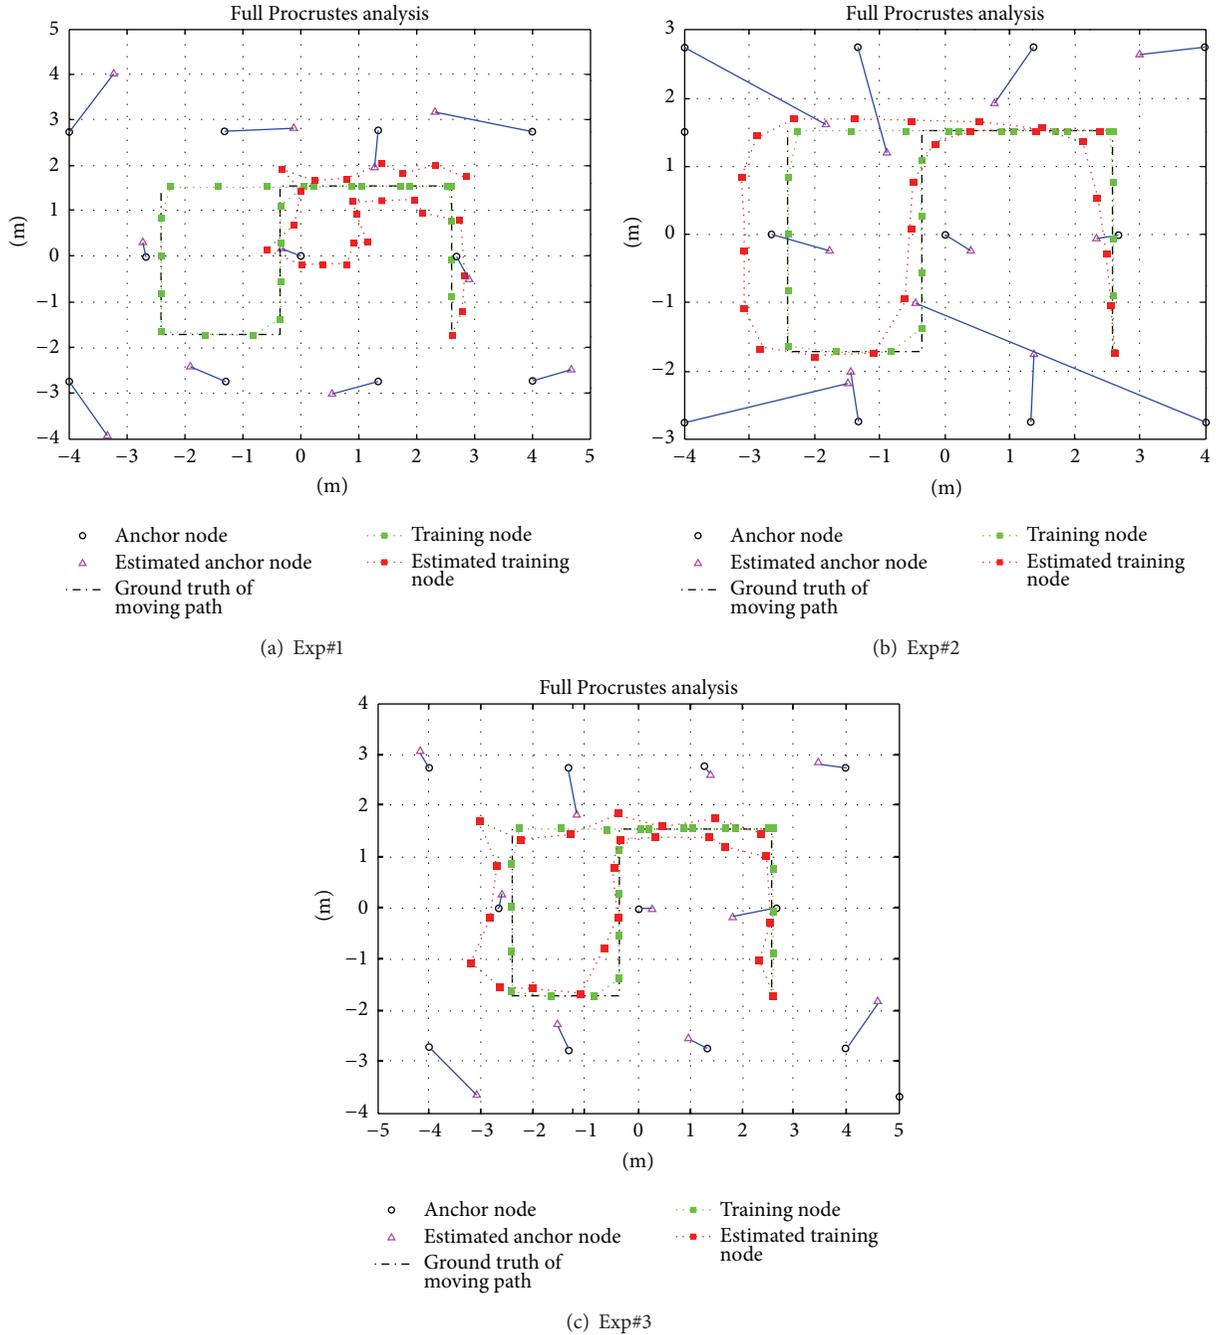 Full Procrustes analysis
5
4
3
2
1
0
−1
−2
−3
−4
(m)
−4
−3
−2
−1
0
1
2
3
4
5
(m)
Anchor node
Estimated anchor node
Ground truth of
moving path
Training node
Estimated training
node
(a) Exp#1
Full Procrustes analysis
3
2
1
0
−1
−2
−3
(m)
−4
−3
−2
−1
0
1
2
3
4
(m)
Anchor node
Estimated anchor node
Ground truth of
moving path
Training node
Estimated training
node
(b) Exp#2
Full Procrustes analysis
4
3
2
1
0
−1
−2
−3
−4
(m)
−5
−4
−3
−2
−1
0
1
2
3
4
5
(m)
Anchor node
Estimated anchor node
Ground truth of
moving path
Training node
Estimated training
node
(c) Exp#3